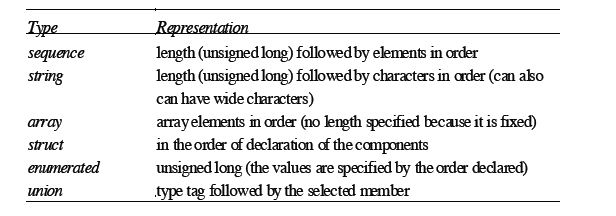 Type Representation
sequence length (unsigned long) followed by elements in order
string length (unsigned long) followed by characters in order (can also
can have wide characters)
array array elements in order (no length specified because it is fixed)
struct in the order of declaration of the components
enumerated unsigned long (the values are specified by the order declared)
union type tag followed by the selected member